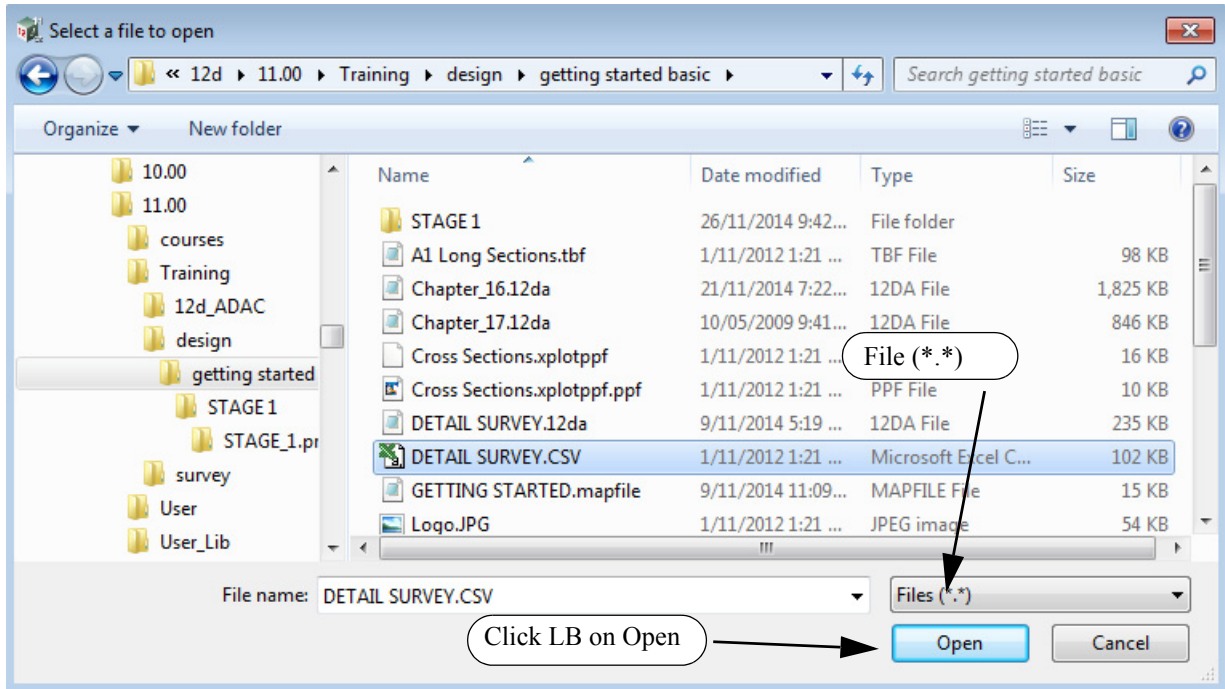 Select a file to open
« 12d ▸ 11.00 ▸ Training ▸ design ▸ getting started basic ▸
Search getting started basic
Organize ▾ New folder
10.00
11.00
courses
Training
12d_ADAC
design
getting started
STAGE 1
STAGE_1.pr
survey
User
User_Lib
Name Date modified Type Size
STAGE 1 26/11/2014 9:42... File folder
A1 Long Sections.tbf 1/11/2012 1:21 ... TBF File 98 KB
Chapter_16.12da 21/11/2014 7:22... 12DA File 1,825 KB
Chapter_17.12da 10/05/2009 9:41... 12DA File 846 KB
Cross Sections.xplotppf 1/11/2012 1:21 ... 16 KB
Cross Sections.xplotppf.ppf 1/11/2012 1:21 ... PPF File 10 KB
DETAIL SURVEY.12da 9/11/2014 5:19 ... 12DA File 235 KB
DETAIL SURVEY.CSV 1/11/2012 1:21 ... Microsoft Excel C... 102 KB
GETTING STARTED.mapfile 9/11/2014 11:09... MAPFILE File 15 KB
Logo.JPG 1/11/2012 1:21 ... JPEG image 54 KB
File (*.*)
File name: DETAIL SURVEY.CSV
Files (*.*)
Click LB on Open
Open Cancel